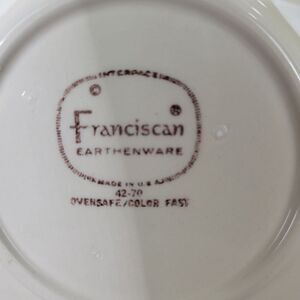 INTERPACE
©
®
Franciscan
EARTHENWARE
MADE IN U.S.A.
42-70
OVENSAFE/COLOR FAST